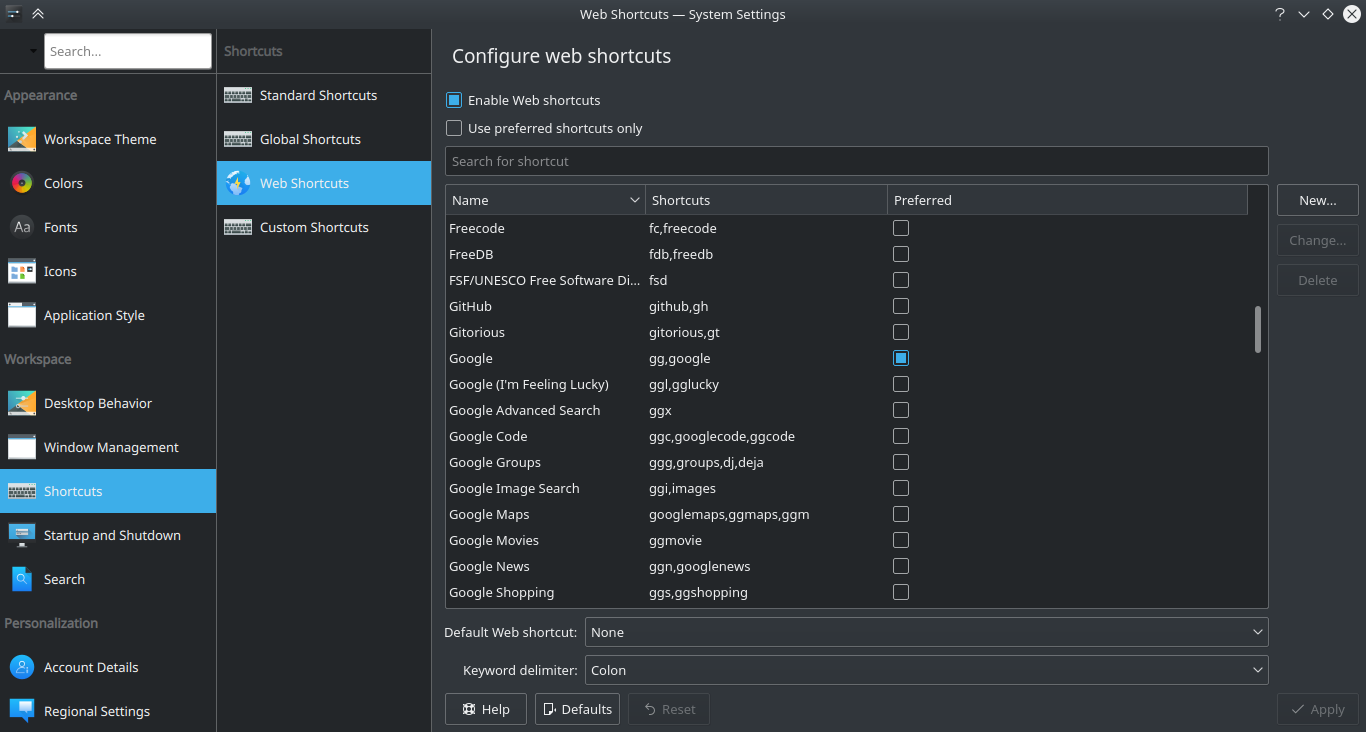 Web Shortcuts — System Settings
Search...
Appearance
Workspace Theme
Colors
Aa Fonts
Icons
Application Style
Workspace
Desktop Behavior
Window Management
Shortcuts
Startup and Shutdown
Search
Personalization
Account Details
Regional Settings
Shortcuts
Standard Shortcuts
Global Shortcuts
Web Shortcuts
Custom Shortcuts
Configure web shortcuts
Enable Web shortcuts
Use preferred shortcuts only
Search for shortcut
Name Shortcuts Preferred
Freecode fc,freecode
FreeDB fdb,freedb
FSF/UNESCO Free Software Di... fsd
GitHub github,gh
Gitorious gitorious,gt
Google gg,google
Google (I'm Feeling Lucky) ggl,gglucky
Google Advanced Search ggx
Google Code ggc,googlecode,ggcode
Google Groups ggg,groups,dj,deja
Google Image Search ggi,images
Google Maps googlemaps,ggmaps,ggm
Google Movies ggmovie
Google News ggn,googlenews
Google Shopping ggs,ggshopping
New...
Change...
Delete
Default Web shortcut: None
Keyword delimiter: Colon
Help Defaults Reset Apply